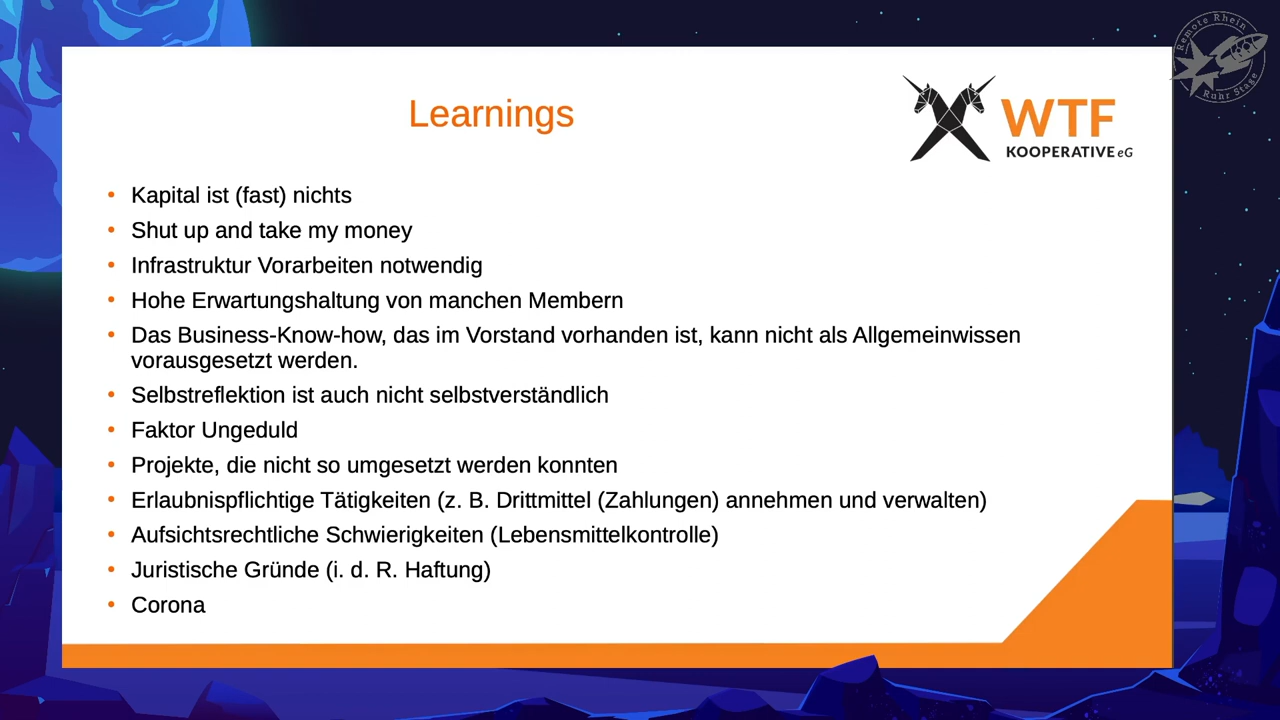 Remote Rhein
Ruhr Stage
Learnings
WTF
KOOPERATIVE eG
• Kapital ist (fast) nichts
• Shut up and take my money
• Infrastruktur Vorarbeiten notwendig
• Hohe Erwartungshaltung von manchen Membern
• Das Business-Know-how, das im Vorstand vorhanden ist, kann nicht als Allgemeinwissen
vorausgesetzt werden.
• Selbstreflektion ist auch nicht selbstverständlich
• Faktor Ungeduld
• Projekte, die nicht so umgesetzt werden konnten
• Erlaubnispflichtige Tätigkeiten (z. B. Drittmittel (Zahlungen) annehmen und verwalten)
• Aufsichtsrechtliche Schwierigkeiten (Lebensmittelkontrolle)
• Juristische Gründe (i. d. R. Haftung)
• Corona